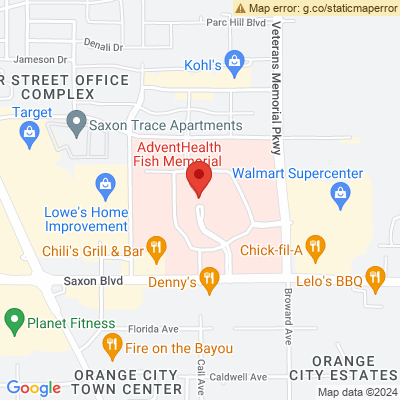 Map error: g.co/staticmaperror
Parc Hill Blvd
Denali Dr
Jameson Dr
Kohl's
Veterans Memorial Pkwy
R STREET OFFICE
COMPLEX
Target
Saxon Trace Apartments
AdventHealth
Fish Memorial
Walmart Supercenter
Lowe's Home
Improvement
Chili's Grill & Bar
Chick-fil-A
Saxon Blvd
Denny's
Lelo's BBQ
Broward Ave
Planet Fitness
Florida Ave
Fire on the Bayou
Call Ave
ORANGE CITY
TOWN CENTER
Caldwell Ave
ORANGE
CITY ESTATES
Google
Map data ©2024